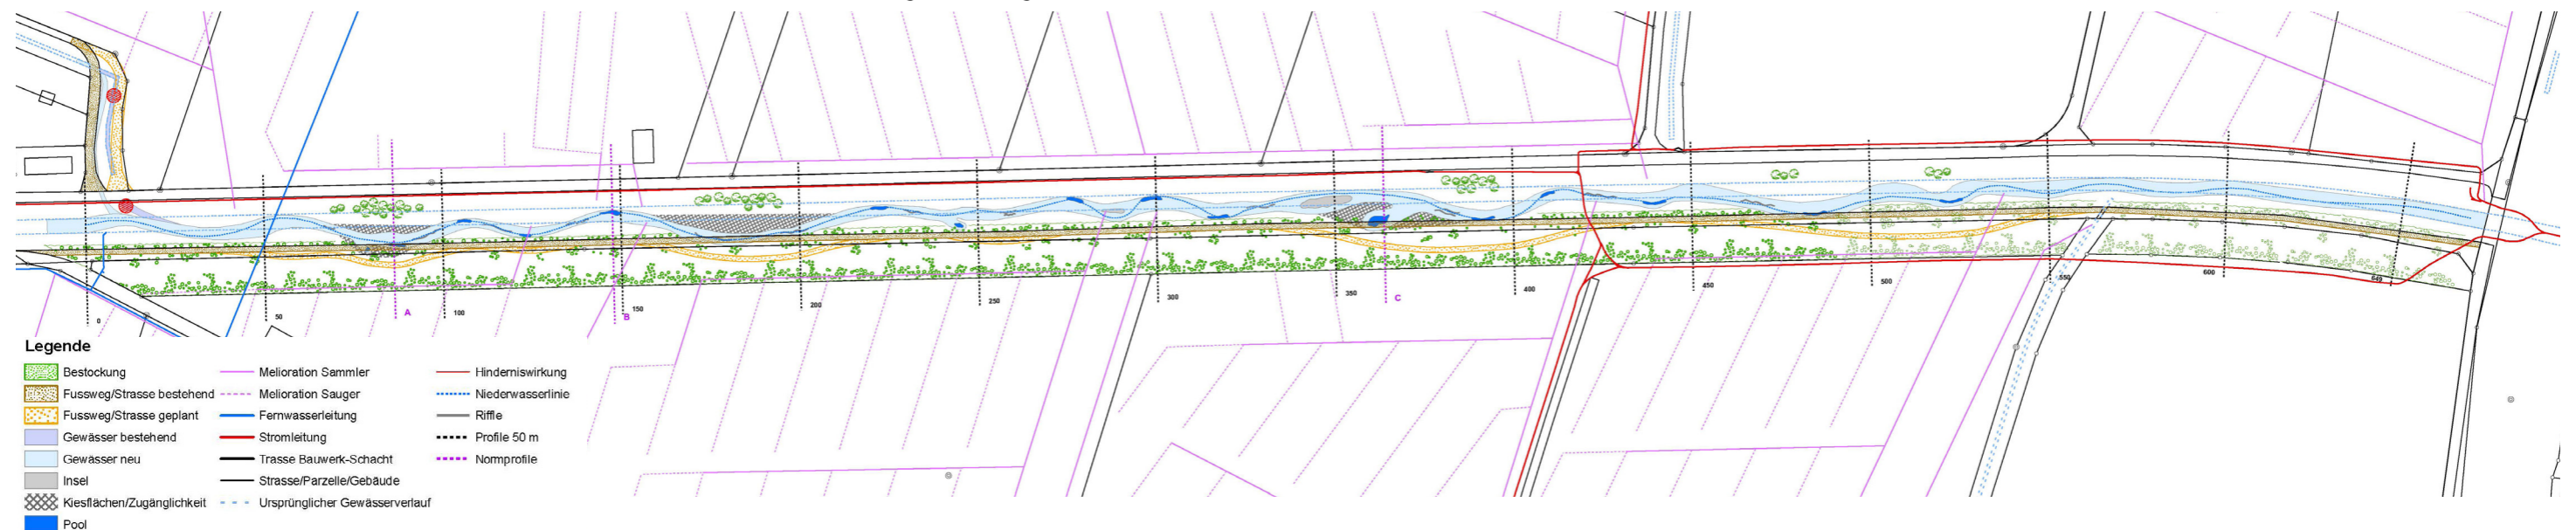 0
50
A
100
B
150
200
250
300
350
C
400
450
500
550
600
649
Legende
Bestockung
Fussweg/Strasse bestehend
Fussweg/Strasse geplant
Gewässer bestehend
Gewässer neu
Insel
Kiesflächen/Zugänglichkeit
Pool
Melioration Sammler
Melioration Sauger
Fernwasserleitung
Stromleitung
Trasse Bauwerk-Schacht
Strasse/Parzelle/Gebäude
Ursprünglicher Gewässerverlauf
Hinderniswirkung
Niederwasserlinie
Riffle
Profile 50 m
Normprofile